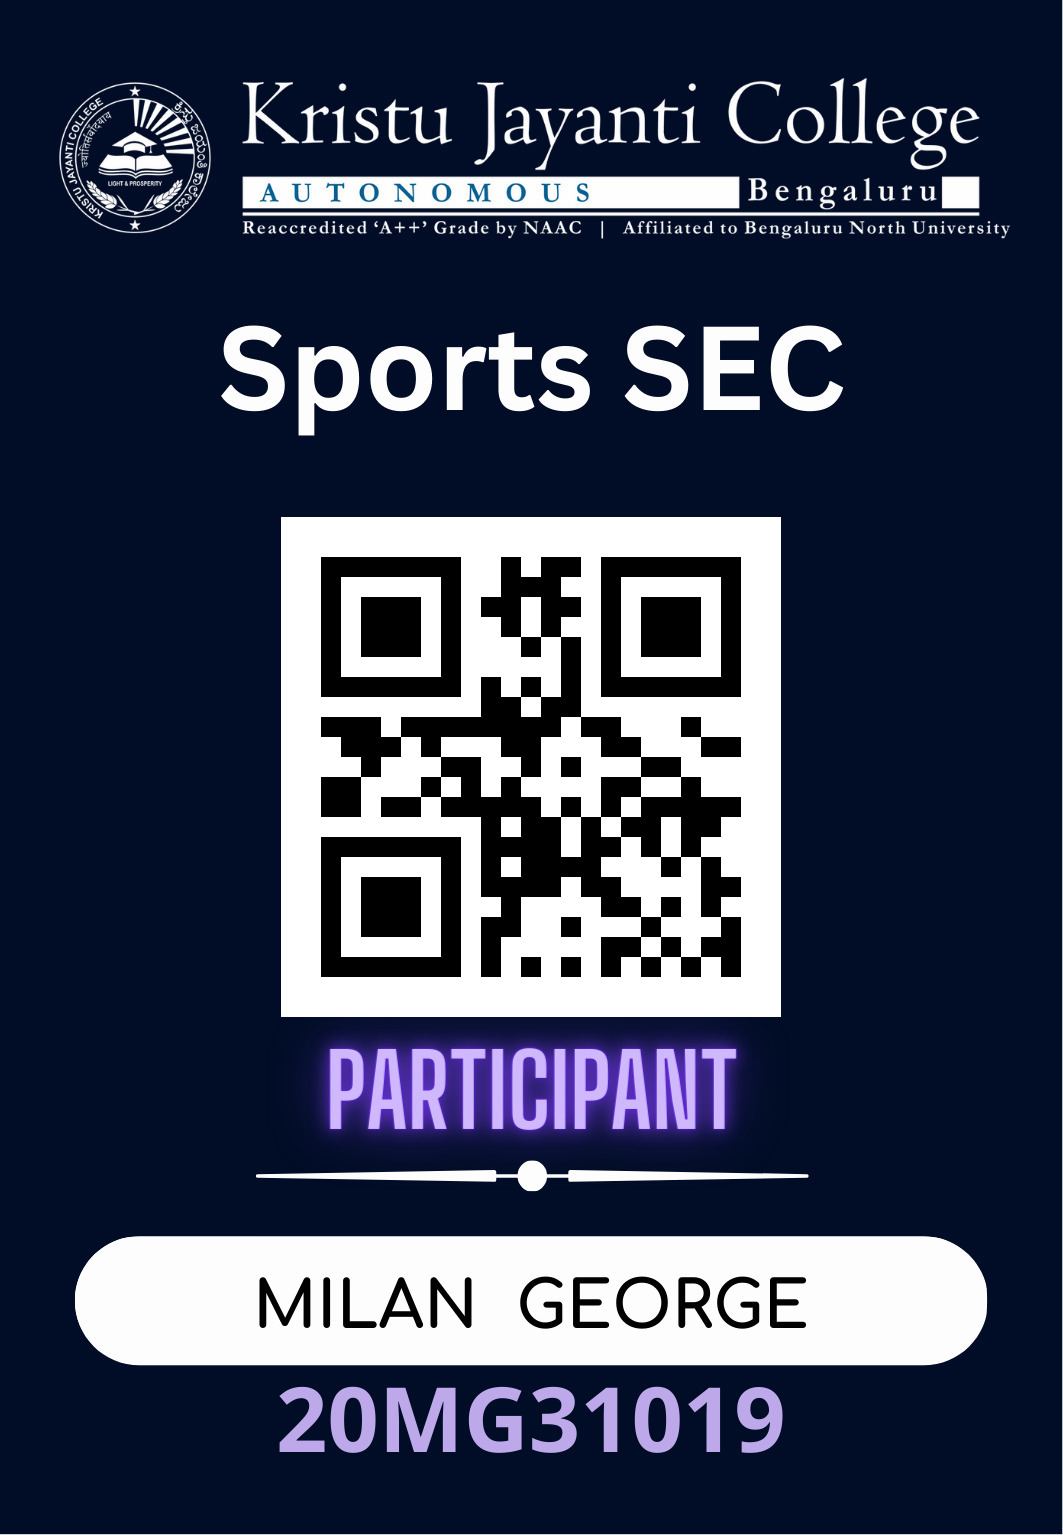 Kristu Jayanti College
AUTONOMOUS Bengaluru
Reaccredited ‘A++’ Grade by NAAC | Affiliated to Bengaluru North University
KRISTU JAYANTI COLLEGE
LIGHT & PROSPERITY
Sports SEC
PARTICIPANT
MILAN GEORGE
20MG31019